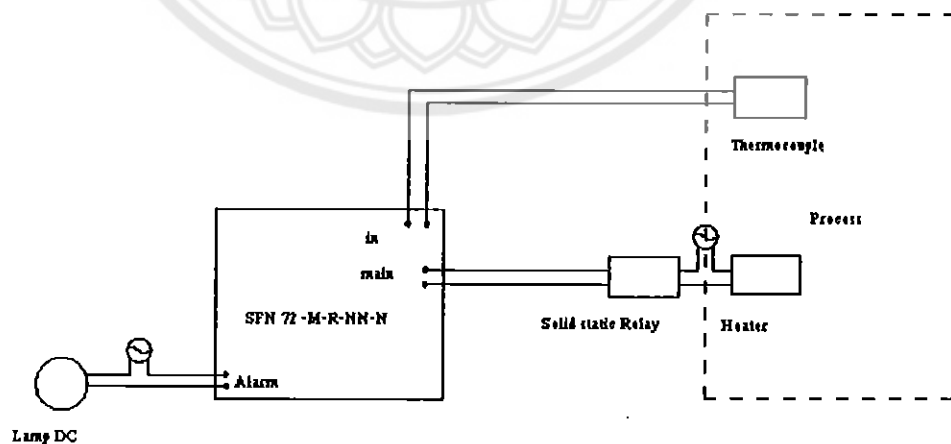 Thermocouple
Process
in
main
SFN 72 -M-R-NN-N
Solid static Relay
Heater
Alarm
Lamp DC